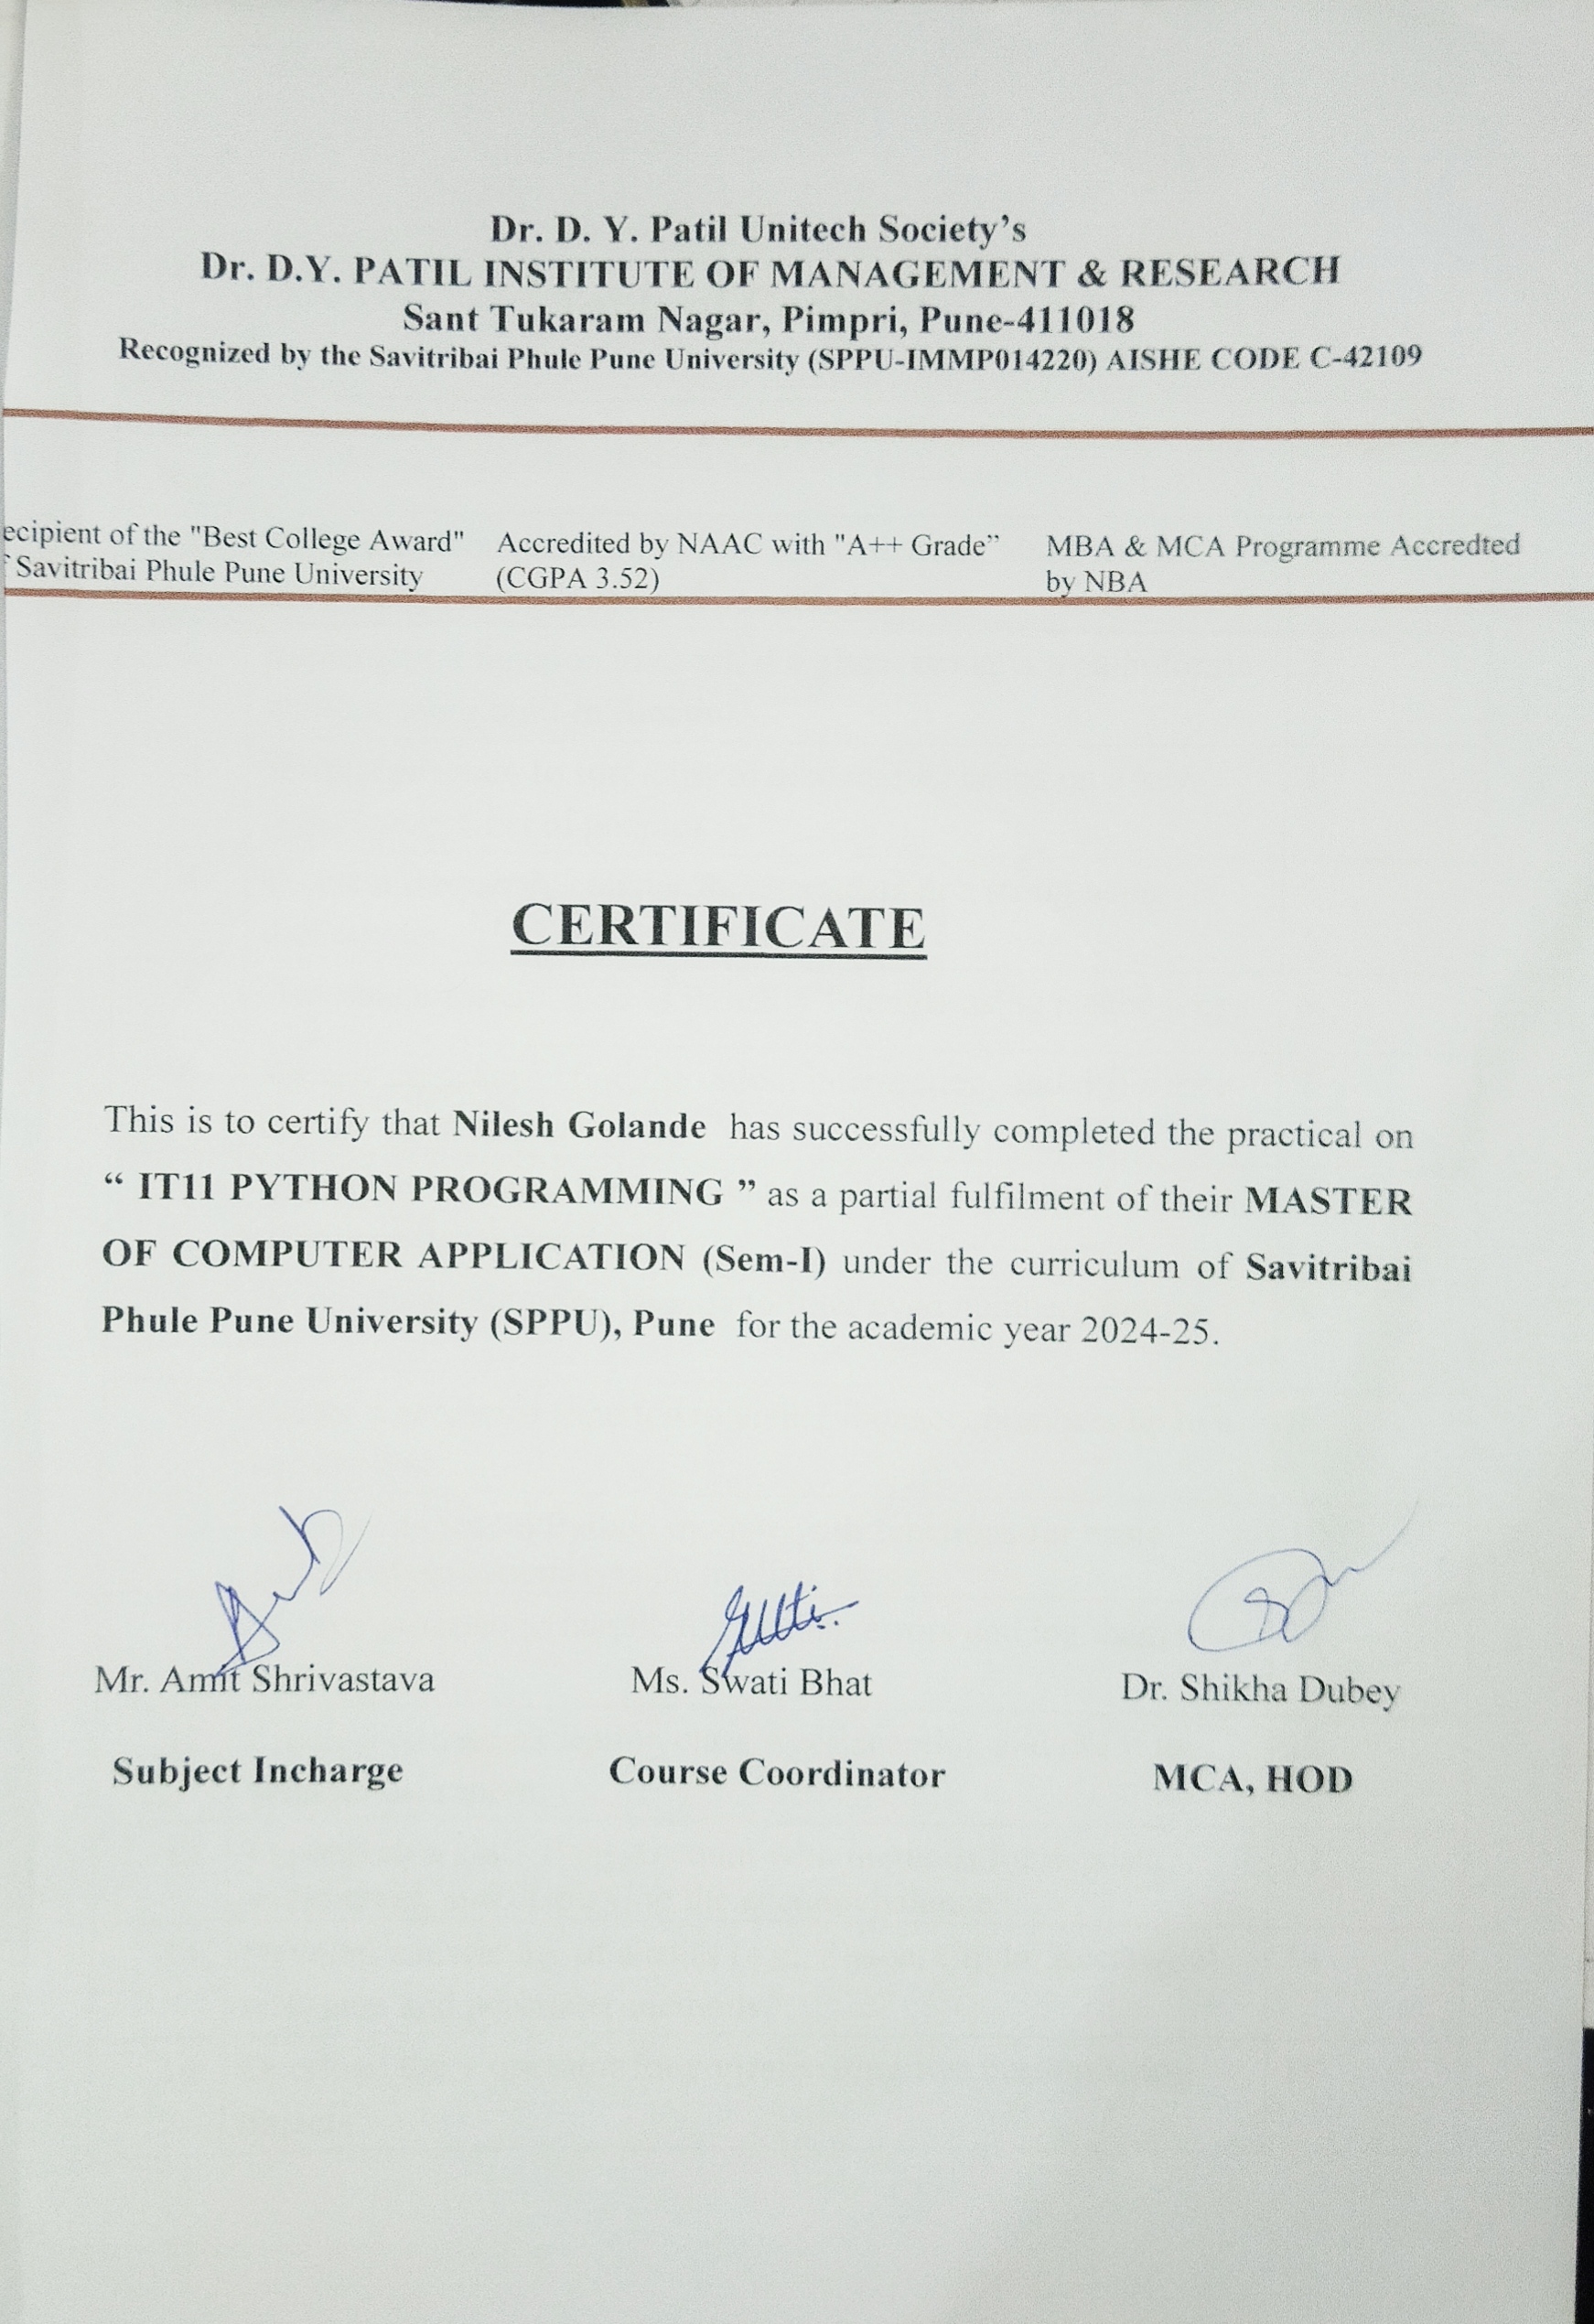 Dr. D. Y. Patil Unitech Society’s
Dr. D.Y. PATIL INSTITUTE OF MANAGEMENT & RESEARCH
Sant Tukaram Nagar, Pimpri, Pune-411018
Recognized by the Savitribai Phule Pune University (SPPU-IMMP014220) AISHE CODE C-42109
ecipient of the "Best College Award"
Savitribai Phule Pune University
Accredited by NAAC with "A++ Grade”
(CGPA 3.52)
MBA & MCA Programme Accredted
by NBA
CERTIFICATE
This is to certify that Nilesh Golande has successfully completed the practical on
“ IT11 PYTHON PROGRAMMING ” as a partial fulfilment of their MASTER
OF COMPUTER APPLICATION (Sem-I) under the curriculum of Savitribai
Phule Pune University (SPPU), Pune for the academic year 2024-25.
Mr. Amit Shrivastava
Ms. Swati Bhat
Dr. Shikha Dubey
Subject Incharge
Course Coordinator
MCA, HOD